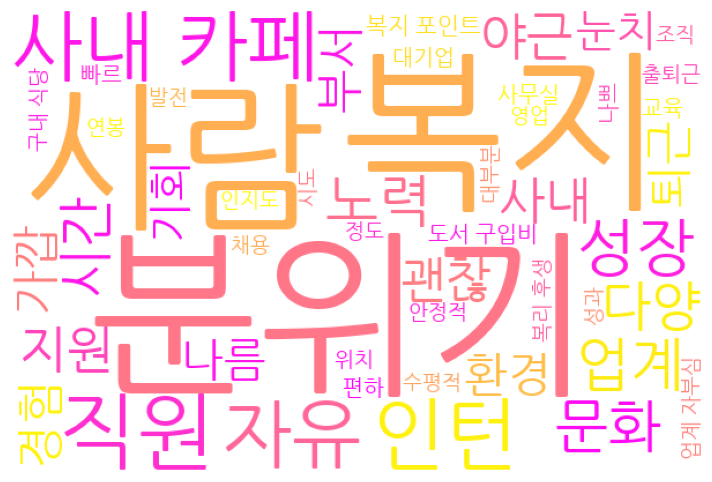 사내 카페
부서
복지 포인트
대기업
야근
눈치
조직
구내 식당
빠르
발전
연봉
사람
복지
사무실
영업
나쁜
출퇴근
교육
퇴근
시간
기회
인지도
시도
노력
대부분
사내
가깝
채용
정도
도서 구입비
성장
분위기
괜찮
안정적
복리 후생
성과
다양
지원
나름
위치
편하
수평적
환경
업계
경험
직원
자유
인턴
문화
업계 자부심